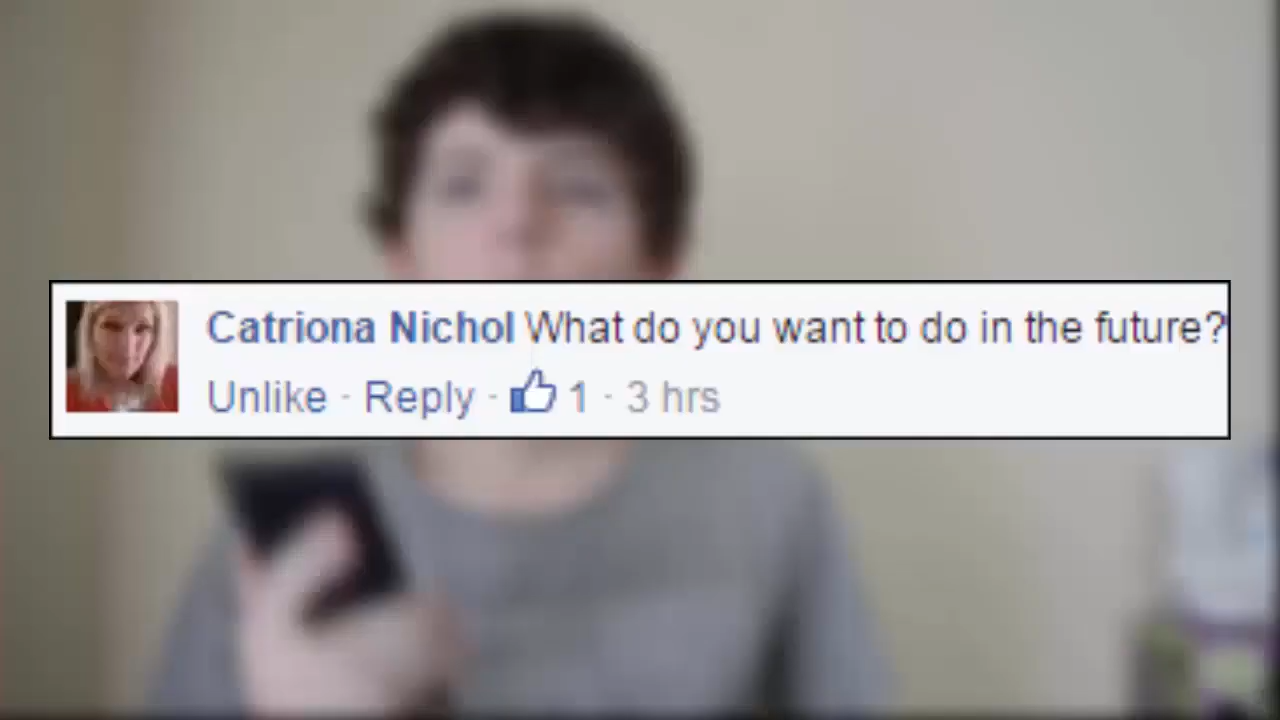 Catriona Nichol What do you want to do in the future?
Unlike · Reply · 1 · 3 hrs